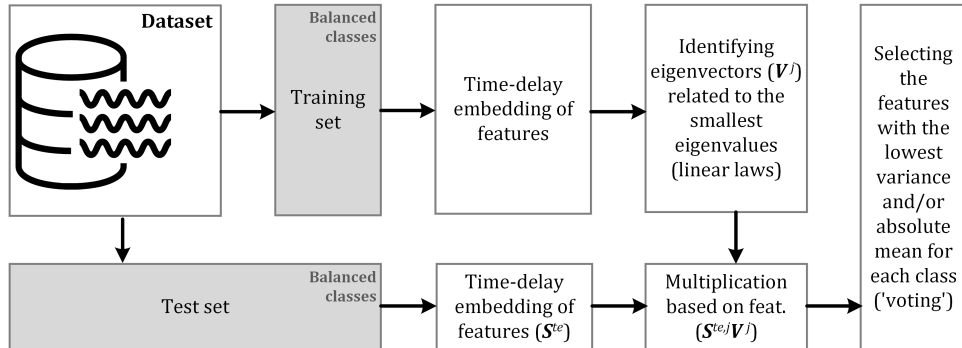 Dataset
Balanced
classes
Training
set
Time-delay
embedding of
features
Identifying
eigenvectors (V^j)
related to the
smallest
eigenvalues
(linear laws)
Selecting
the
features
with the
lowest
variance
and/or
absolute
mean for
each class
('voting')
Test set
Balanced
classes
Time-delay
embedding of
features (S^te)
Multiplication
based on feat.
(S^te,j V^j)